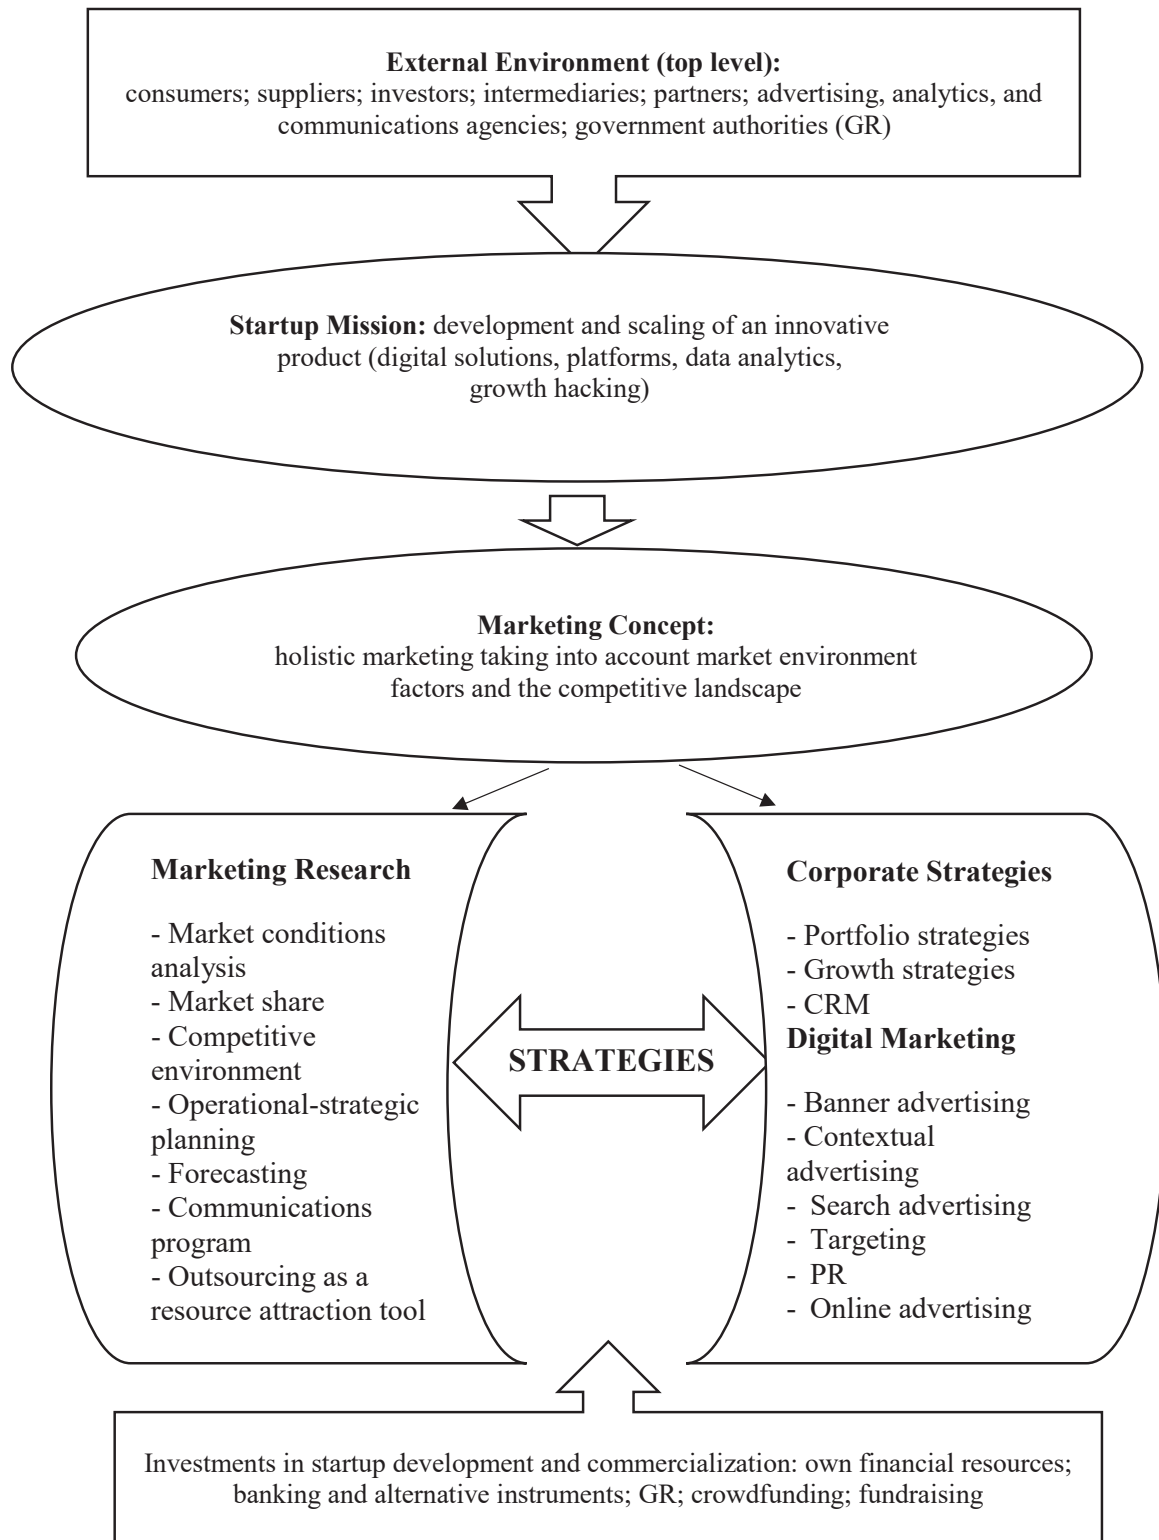 External Environment (top level):
consumers; suppliers; investors; intermediaries; partners; advertising, analytics, and
communications agencies; government authorities (GR)
Startup Mission: development and scaling of an innovative
product (digital solutions, platforms, data analytics,
growth hacking)
Marketing Concept:
holistic marketing taking into account market environment
factors and the competitive landscape
Marketing Research
- Market conditions
analysis
- Market share
- Competitive
environment
- Operational-strategic
planning
- Forecasting
- Communications
program
- Outsourcing as a
resource attraction tool
STRATEGIES
Corporate Strategies
- Portfolio strategies
- Growth strategies
- CRM
Digital Marketing
- Banner advertising
- Contextual
advertising
- Search advertising
- Targeting
- PR
- Online advertising
Investments in startup development and commercialization: own financial resources;
banking and alternative instruments; GR; crowdfunding; fundraising